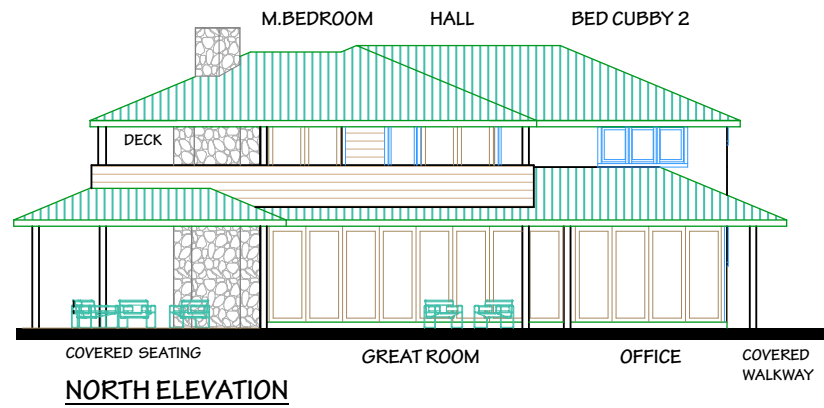 M.BEDROOM HALL BED CUBBY 2
DECK
COVERED SEATING GREAT ROOM OFFICE COVERED
WALKWAY
NORTH ELEVATION